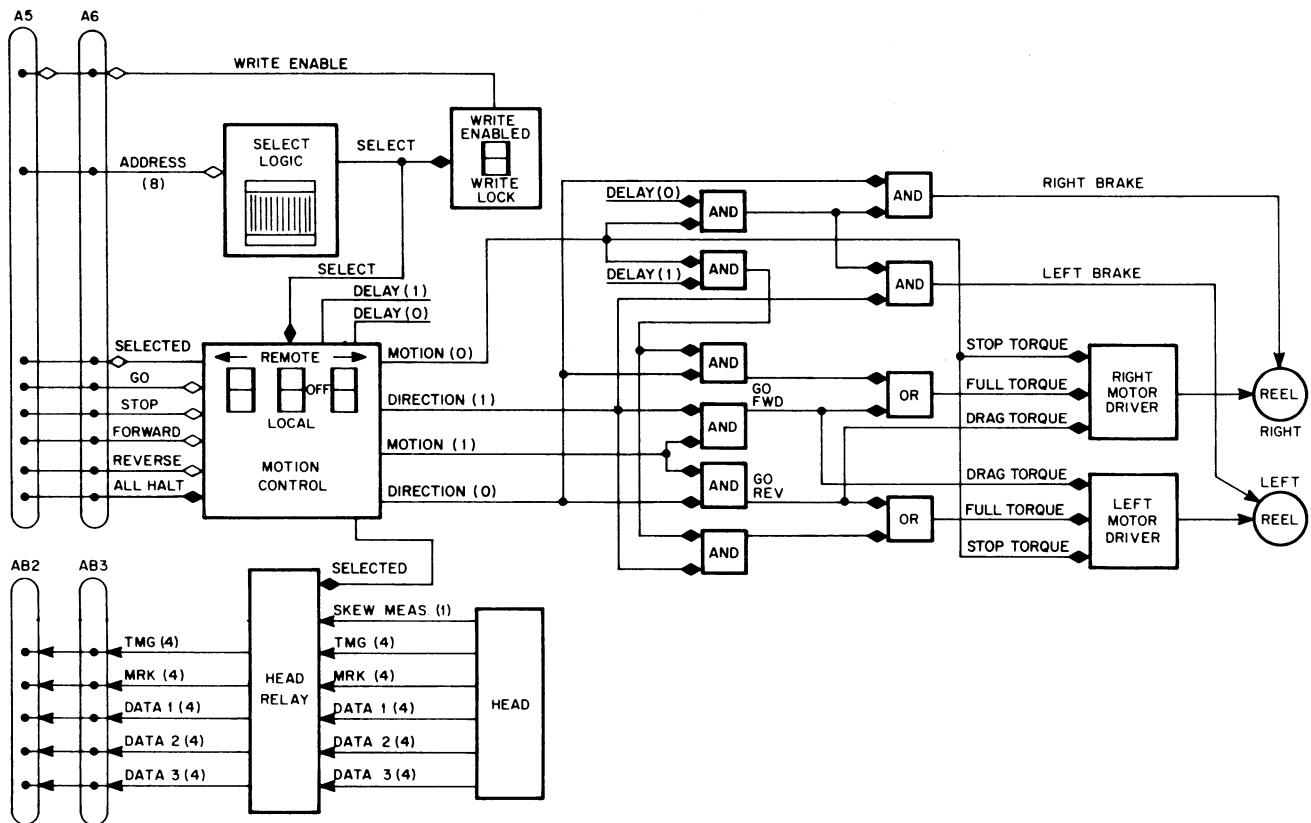 A5
A6
WRITE ENABLE
ADDRESS
(8)
SELECT
LOGIC
SELECT
WRITE
ENABLED
WRITE
LOCK
SELECT
DELAY (1)
DELAY (0)
SELECTED
GO
STOP
FORWARD
REVERSE
ALL HALT
REMOTE
OFF
LOCAL
MOTION
CONTROL
MOTION (0)
DIRECTION (1)
MOTION (1)
DIRECTION (0)
DELAY (0)
AND
DELAY (1)
AND
AND
RIGHT BRAKE
AND
LEFT BRAKE
AND
GO
FWD
AND
AND
GO
REV
AND
OR
OR
STOP TORQUE
FULL TORQUE
DRAG TORQUE
RIGHT
MOTOR
DRIVER
REEL
RIGHT
DRAG TORQUE
FULL TORQUE
STOP TORQUE
LEFT
MOTOR
DRIVER
LEFT
REEL
AB2
AB3
SELECTED
SKEW MEAS. (1)
TMG (4)
TMG (4)
MRK (4)
MRK (4)
DATA 1 (4)
DATA 1 (4)
DATA 2 (4)
DATA 2 (4)
DATA 3 (4)
DATA 3 (4)
HEAD
RELAY
HEAD